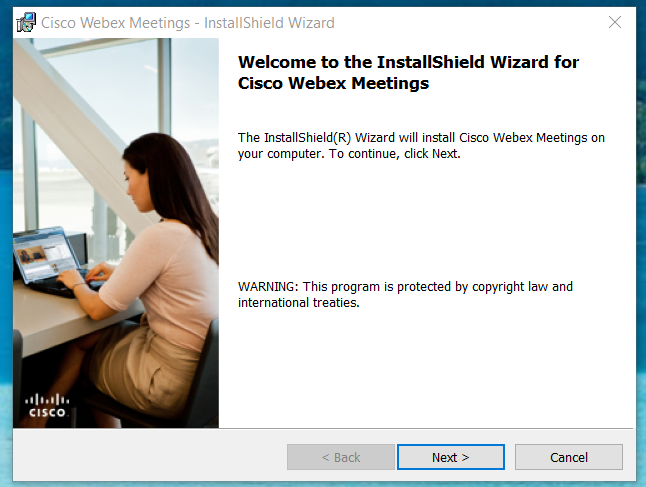 Cisco Webex Meetings - InstallShield Wizard
Welcome to the InstallShield Wizard for
Cisco Webex Meetings
The InstallShield(R) Wizard will install Cisco Webex Meetings on
your computer. To continue, click Next.
WARNING: This program is protected by copyright law and
international treaties.
CISCO.
< Back
Next >
Cancel